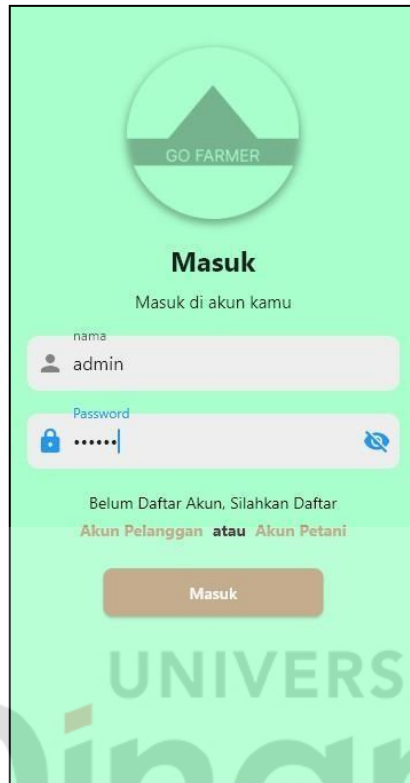 GO FARMER
Masuk
Masuk di akun kamu
nama
admin
Password
••••••
Belum Daftar Akun, Silahkan Daftar
Akun Pelanggan atau Akun Petani
Masuk
UNIVERS